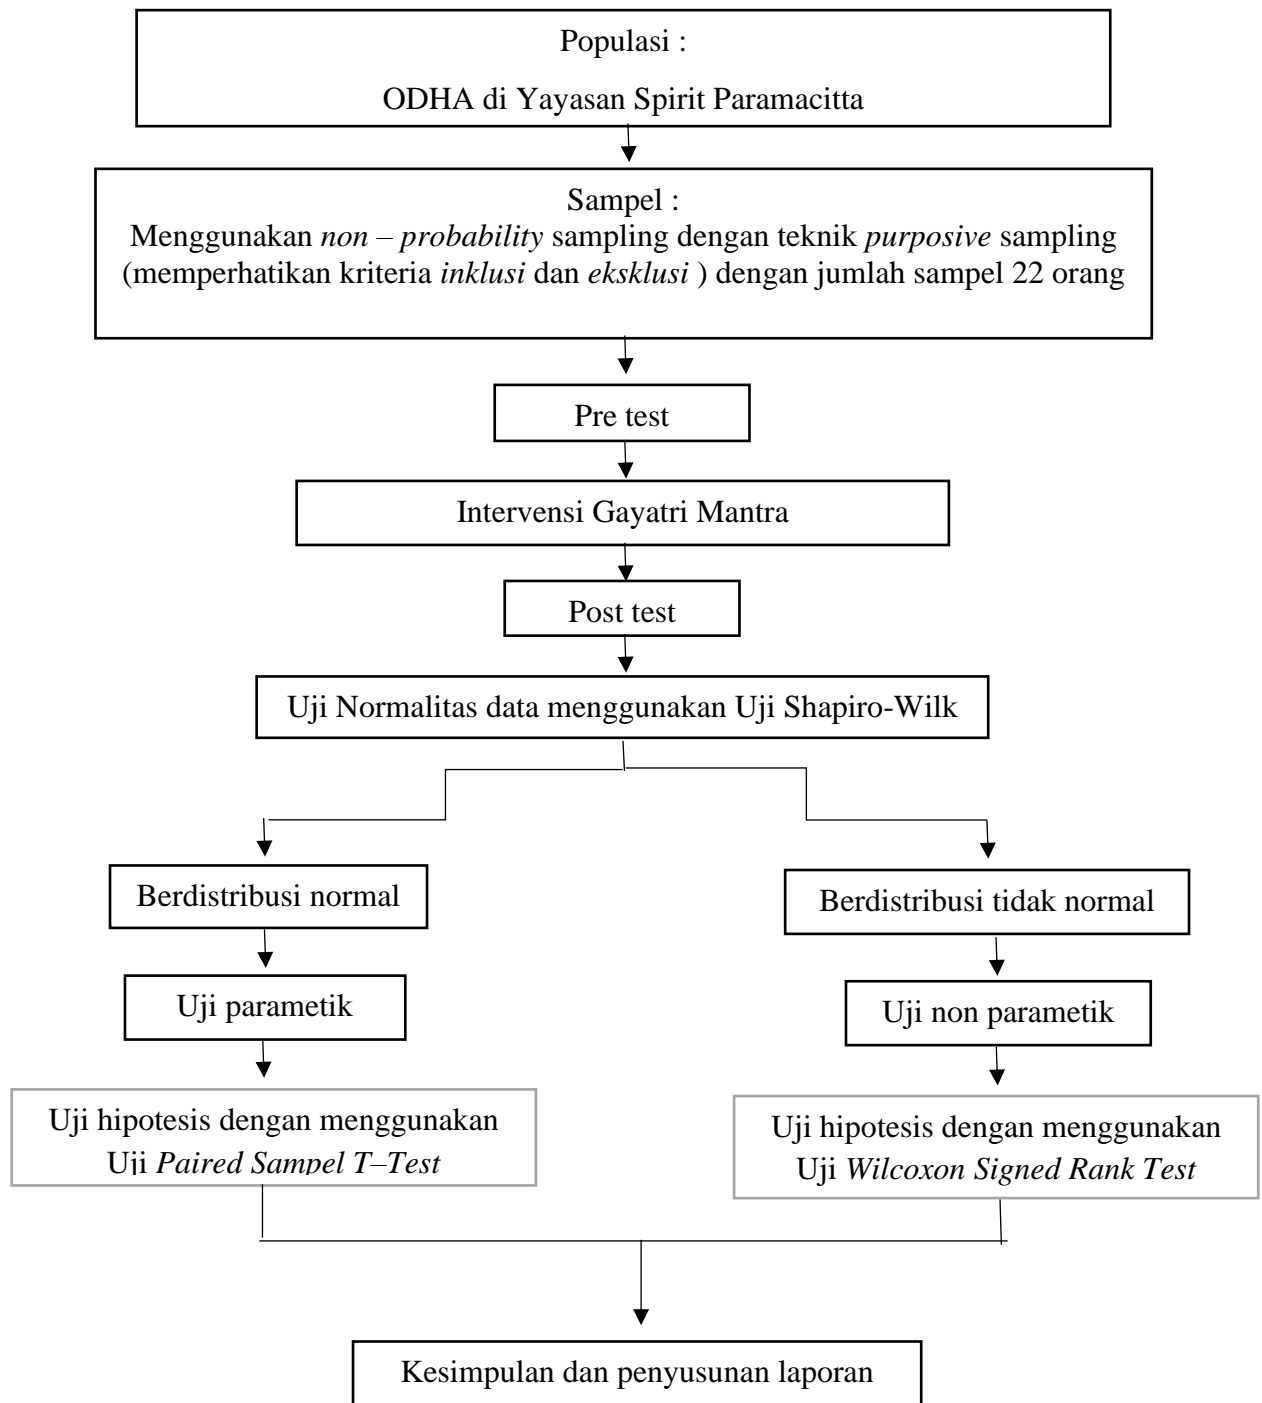 Populasi :
ODHA di Yayasan Spirit Paramacitta
Sampel :
Menggunakan non – probability sampling dengan teknik purposive sampling
(memperhatikan kriteria inklusi dan eksklusi ) dengan jumlah sampel 22 orang
Pre test
Intervensi Gayatri Mantra
Post test
Uji Normalitas data menggunakan Uji Shapiro-Wilk
Berdistribusi normal
Berdistribusi tidak normal
Uji parametik
Uji non parametik
Uji hipotesis dengan menggunakan
Uji Paired Sampel T–Test
Uji hipotesis dengan menggunakan
Uji Wilcoxon Signed Rank Test
Kesimpulan dan penyusunan laporan